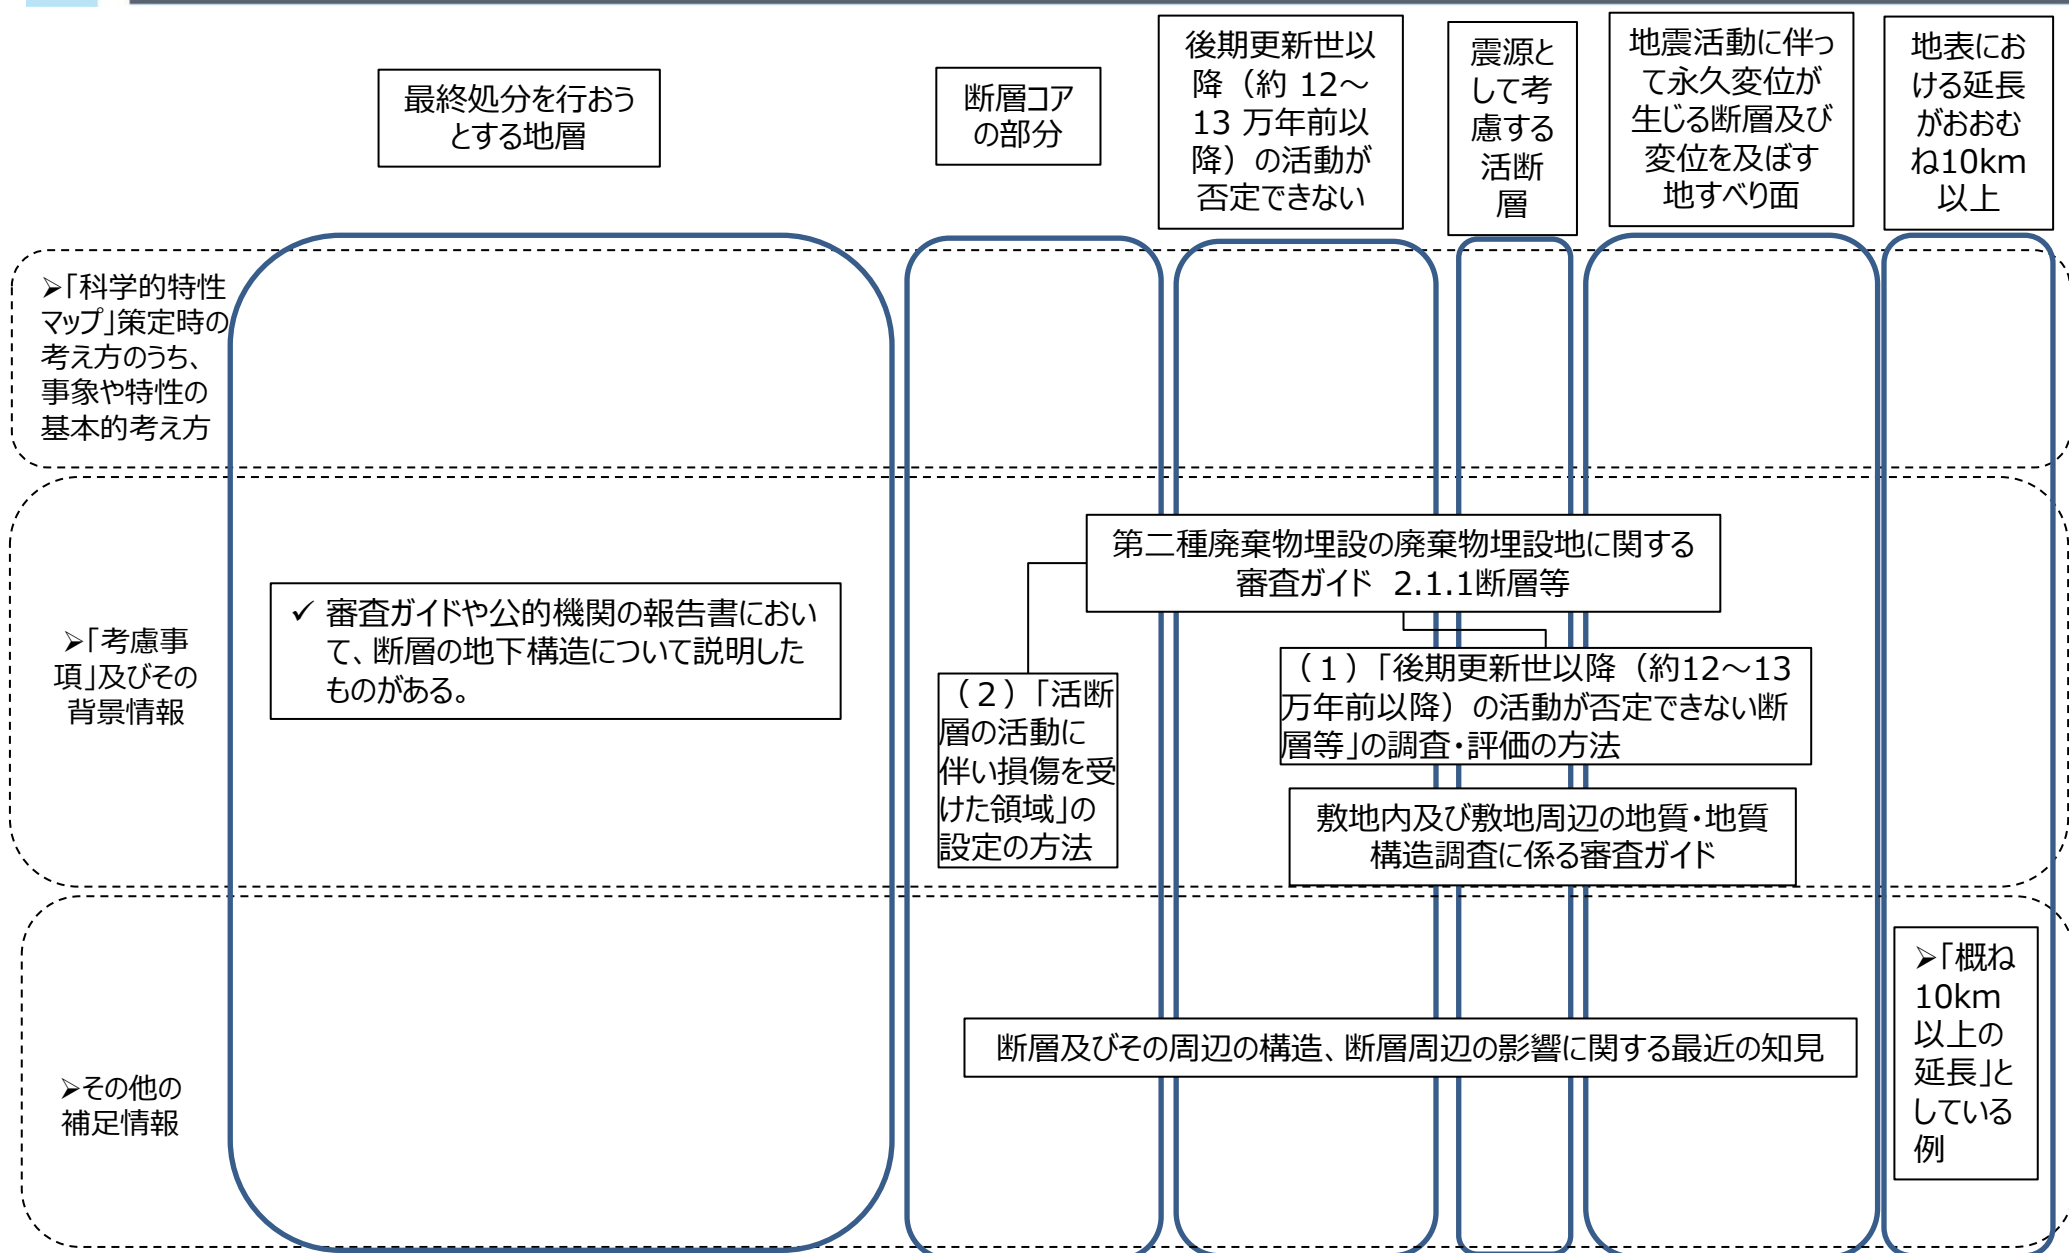 最終処分を行おう
とする地層
断層コア
の部分
後期更新世以
降（約 12～
13 万年前以
降）の活動が
否定できない
震源と
して考
慮する
活断
層
地震活動に伴っ
て永久変位が
生じる断層及び
変位を及ぼす
地すべり面
地表にお
ける延長
がおおむ
ね10km
以上
➢「科学的特性
マップ」策定時の
考え方のうち、
事象や特性の
基本的考え方
➢「考慮事
項」及びその
背景情報
✓ 審査ガイドや公的機関の報告書におい
て、断層の地下構造について説明した
ものがある。
第二種廃棄物埋設の廃棄物埋設地に関する
審査ガイド 2.1.1断層等
（２）「活断
層の活動に
伴い損傷を受
けた領域」の
設定の方法
（１）「後期更新世以降（約12～13
万年前以降）の活動が否定できない断
層等」の調査・評価の方法
敷地内及び敷地周辺の地質・地質
構造調査に係る審査ガイド
➢その他の
補足情報
断層及びその周辺の構造、断層周辺の影響に関する最近の知見
➢「概ね
10km
以上の
延長」と
している
例